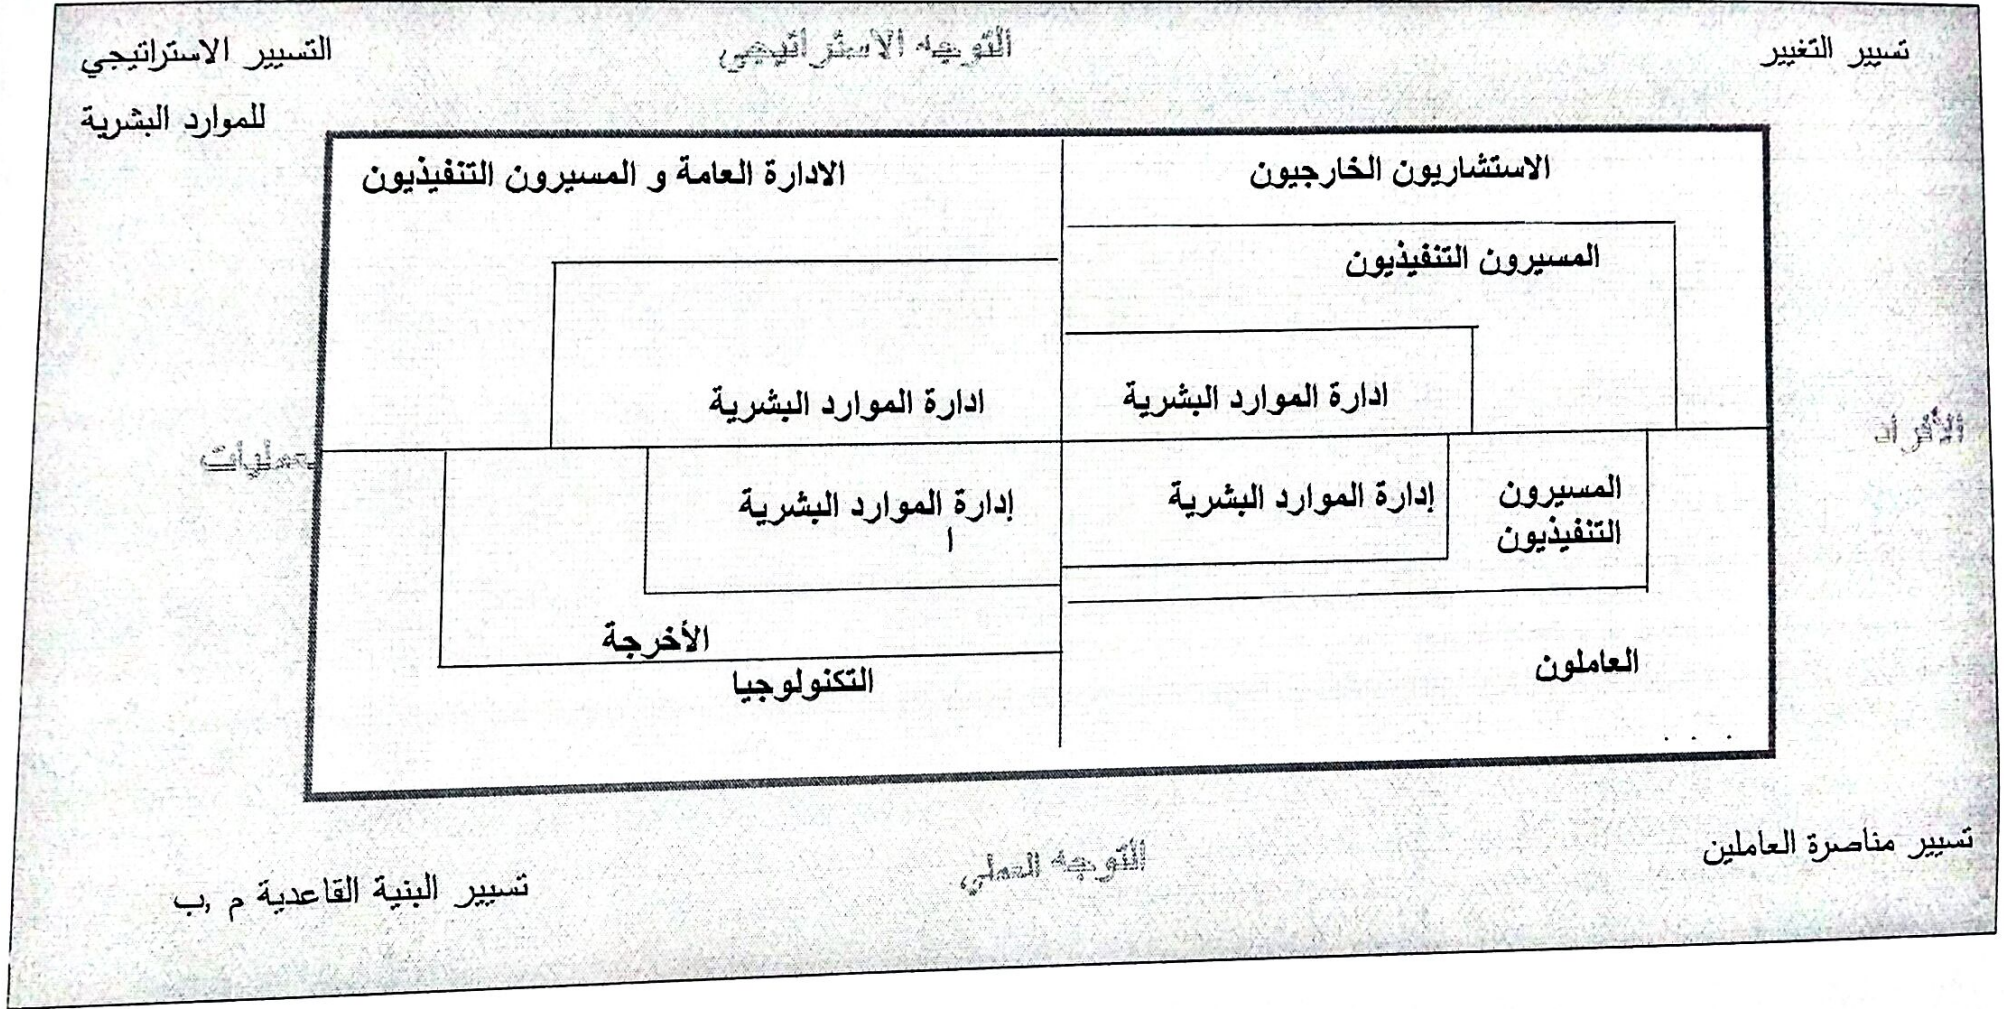 تسيير التغيير
التوجه الاستراتيجي
التسيير الاستراتيجي
للموارد البشرية
الاستشاريون الخارجيون
الادارة العامة و المسيرون التنفيذيون
المسيرون التنفيذيون
ادارة الموارد البشرية
ادارة الموارد البشرية
الأفراد
لعمليات
المسيرون
التنفيذيون
إدارة الموارد البشرية
إدارة الموارد البشرية
ا
الأخرجة
التكنولوجيا
العاملون
. . .
تسيير مناصرة العاملين
التوجه العملي
تسيير البنية القاعدية م ,ب